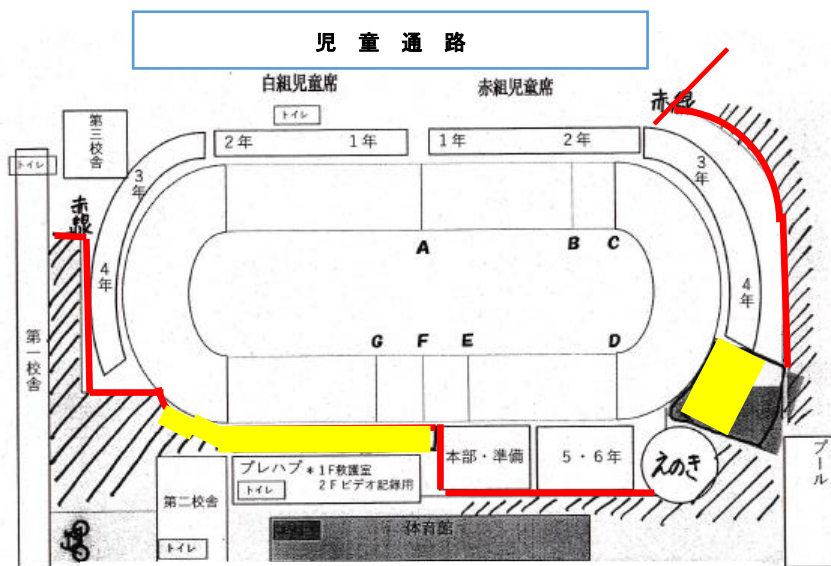 児童通路
白組児童席
赤組児童席
赤線
トイレ
第三校舎
2年 1年
1年 2年
トイレ
3年
3年
赤線
4年
4年
A B C
G F E D
第一校舎
本部・準備
5・6年
えのき
プール
プレハブ *1F救護室
トイレ 2Fビデオ記録用
第二校舎
トイレ
体育館